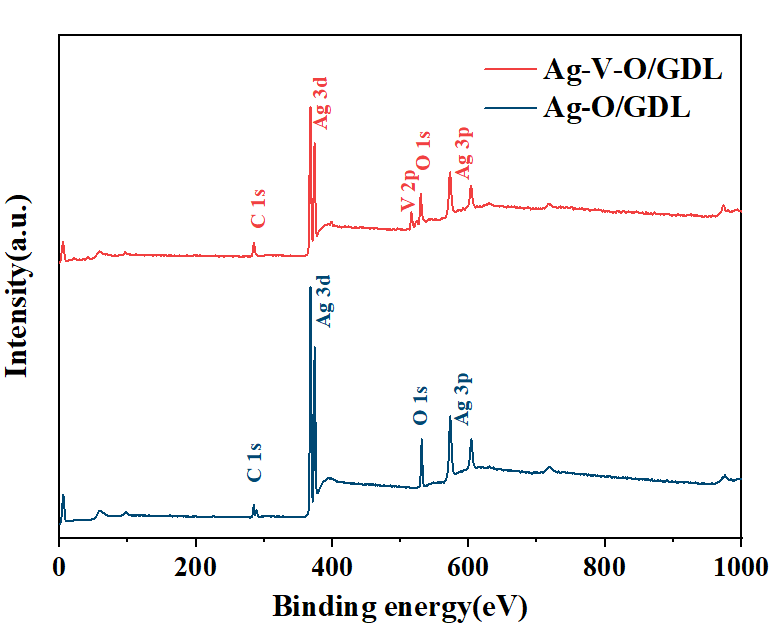 Ag-V-O/GDL
Ag-O/GDL
C 1s
Ag 3d
V 2p
O 1s
Ag 3p
C 1s
Ag 3d
O 1s
Ag 3p
Intensity(a.u.)
0 200 400 600 800 1000
Binding energy(eV)